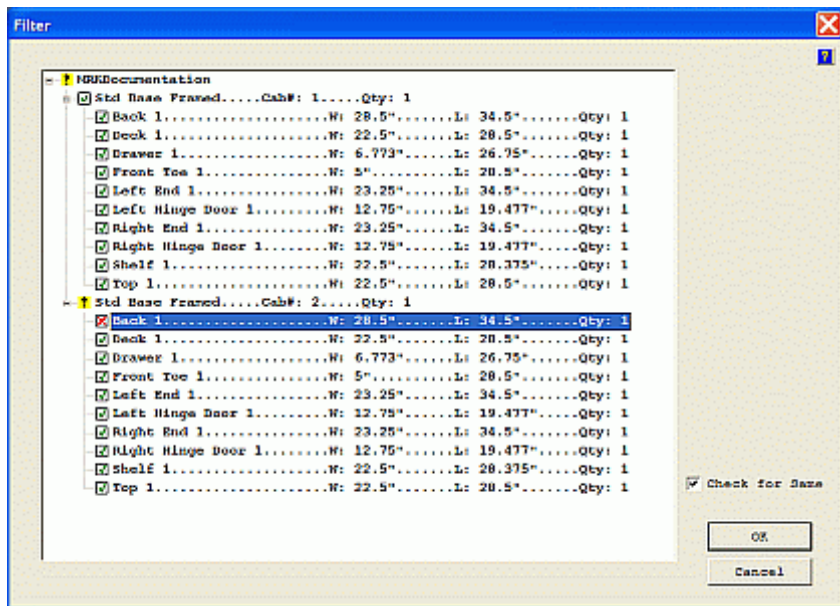 Filter
NRKDocumentation
Std Base Framed.....Cab#: 1.....Qty: 1
Back 1...................W: 28.5".......L: 34.5".......Qty: 1
Deck 1...................W: 22.5".......L: 28.5".......Qty: 1
Drawer 1.................W: 6.773"......L: 26.75"......Qty: 1
Front Toe 1..............W: 5"..........L: 28.5".......Qty: 1
Left End 1...............W: 23.25"......L: 34.5".......Qty: 1
Left Hinge Door 1........W: 12.75"......L: 19.477".....Qty: 1
Right End 1..............W: 23.25"......L: 34.5".......Qty: 1
Right Hinge Door 1.......W: 12.75"......L: 19.477".....Qty: 1
Shelf 1..................W: 22.5".......L: 28.375".....Qty: 1
Top 1....................W: 22.5".......L: 28.5".......Qty: 1
Std Base Framed.....Cab#: 2.....Qty: 1
Back 1...................W: 28.5".......L: 34.5".......Qty: 1
Deck 1...................W: 22.5".......L: 28.5".......Qty: 1
Drawer 1.................W: 6.773"......L: 26.75"......Qty: 1
Front Toe 1..............W: 5"..........L: 28.5".......Qty: 1
Left End 1...............W: 23.25"......L: 34.5".......Qty: 1
Left Hinge Door 1........W: 12.75"......L: 19.477".....Qty: 1
Right End 1..............W: 23.25"......L: 34.5".......Qty: 1
Right Hinge Door 1.......W: 12.75"......L: 19.477".....Qty: 1
Shelf 1..................W: 22.5".......L: 28.375".....Qty: 1
Top 1....................W: 22.5".......L: 28.5".......Qty: 1
Check for Same
OK
Cancel